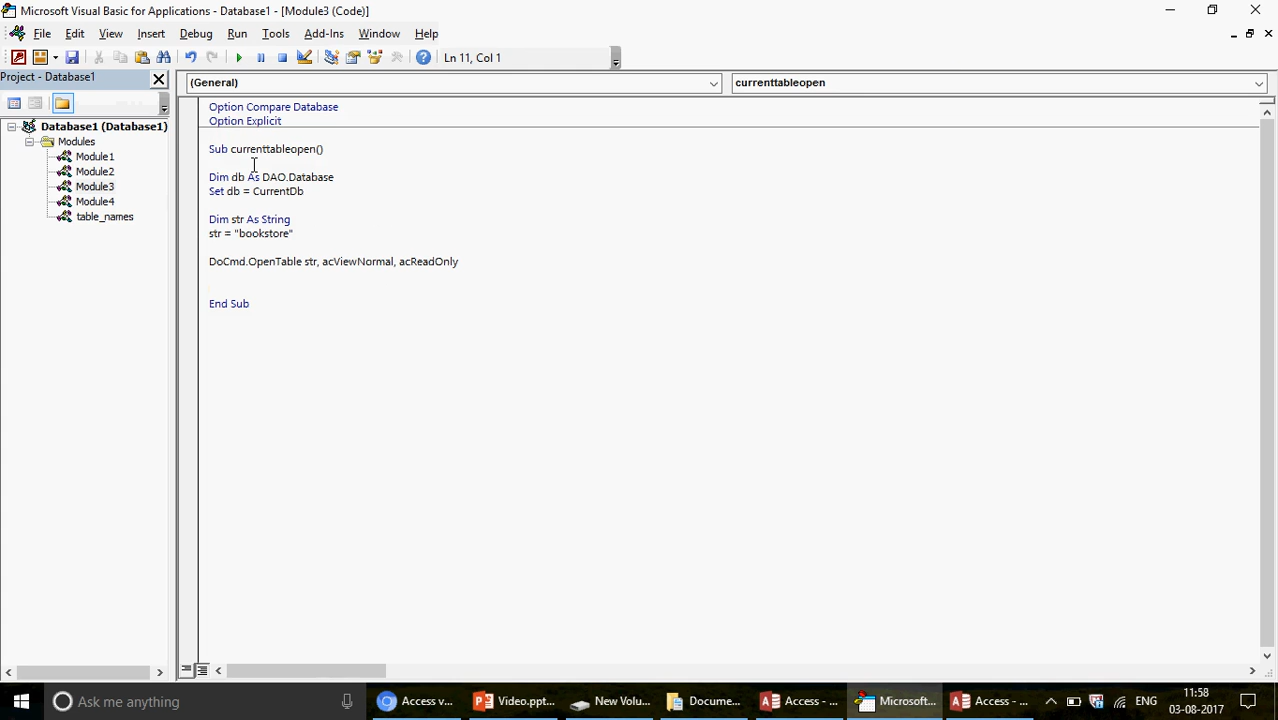 Microsoft Visual Basic for Applications - Database1 - [Module3 (Code)]
File Edit View Insert Format Debug Run Tools Add-Ins Window Help
Ln 11, Col 1
Project - Database1
(General) currenttableopen
Database1 (Database1)
Modules
Module1
Module2
Module3
Module4
table_names
Option Compare Database
Option Explicit
Sub currenttableopen()
Dim db As DAO.Database
Set db = CurrentDb
Dim str As String
str = "bookstore"
DoCmd.OpenTable str, acViewNormal, acReadOnly
End Sub
Ask me anything
Access v...
Video.ppt...
New Volu...
Docume...
Access - ...
Microsoft...
Access - ...
ENG
11:58
03-08-2017